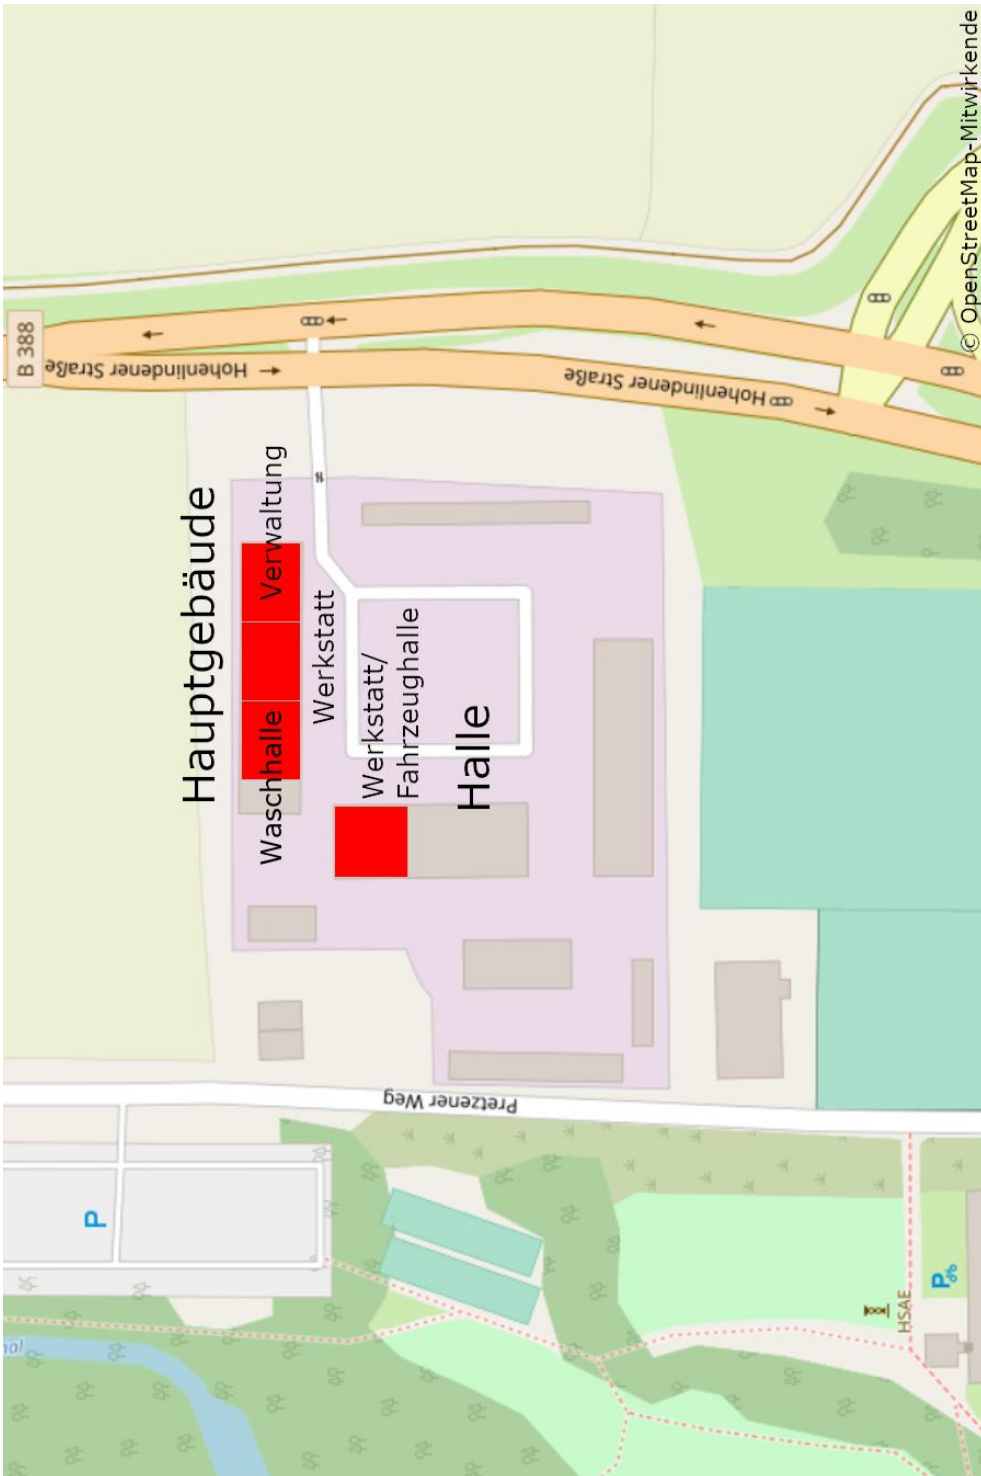 © OpenStreetMap-Mitwirkende
B 388
Hohenlindener Straße
Hohenlindener Straße
Hauptgebäude
Verwaltung
Werkstatt
Waschhalle
Werkstatt/
Fahrzeughalle
Halle
Pretzener Weg
P
P
HSAE